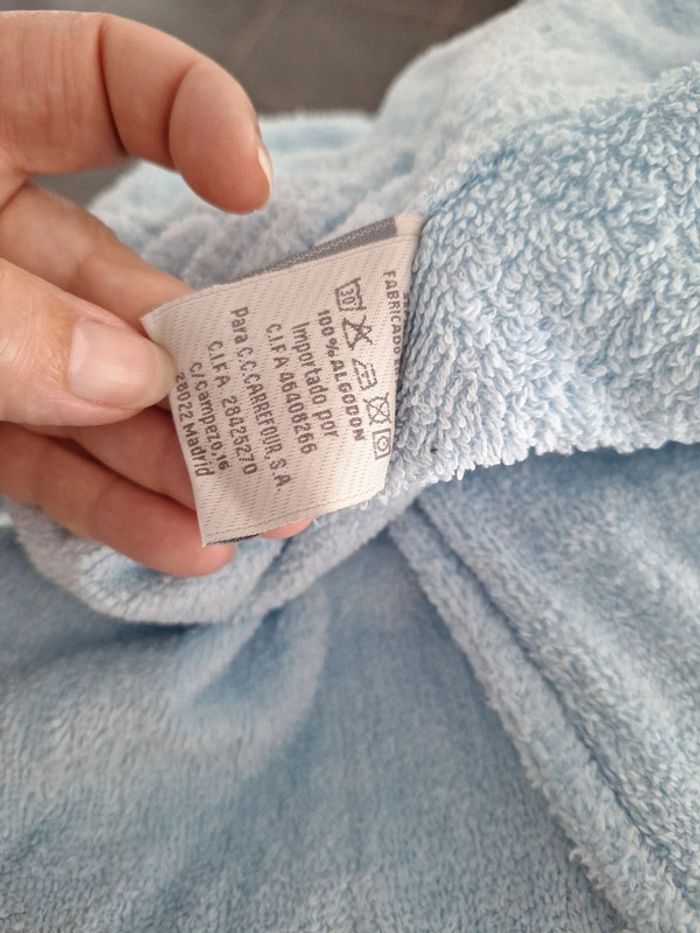 FABRICADO
30
100% ALGODON
Importado por
C.I.F A 46408266
Para C.C.CARREFOUR, S.A.
C.I.F A 28425270
C/ Campezo, 16
28022 Madrid